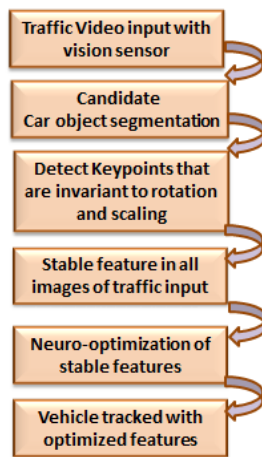 Traffic Video input with
vision sensor
Candidate
Car object segmentation
Detect Keypoints that
are invariant to rotation
and scaling
Stable feature in all
images of traffic input
Neuro-optimization of
stable features
Vehicle tracked with
optimized features